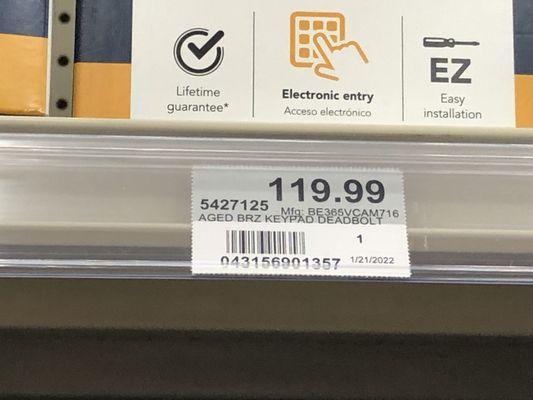 Lifetime
guarantee*
Electronic entry
Acceso electrónico
EZ
Easy
installation
119.99
5427125
Mfg: BE365VCAM716
AGED BRZ KEYPAD DEADBOLT
1
043156901357
1/21/2022